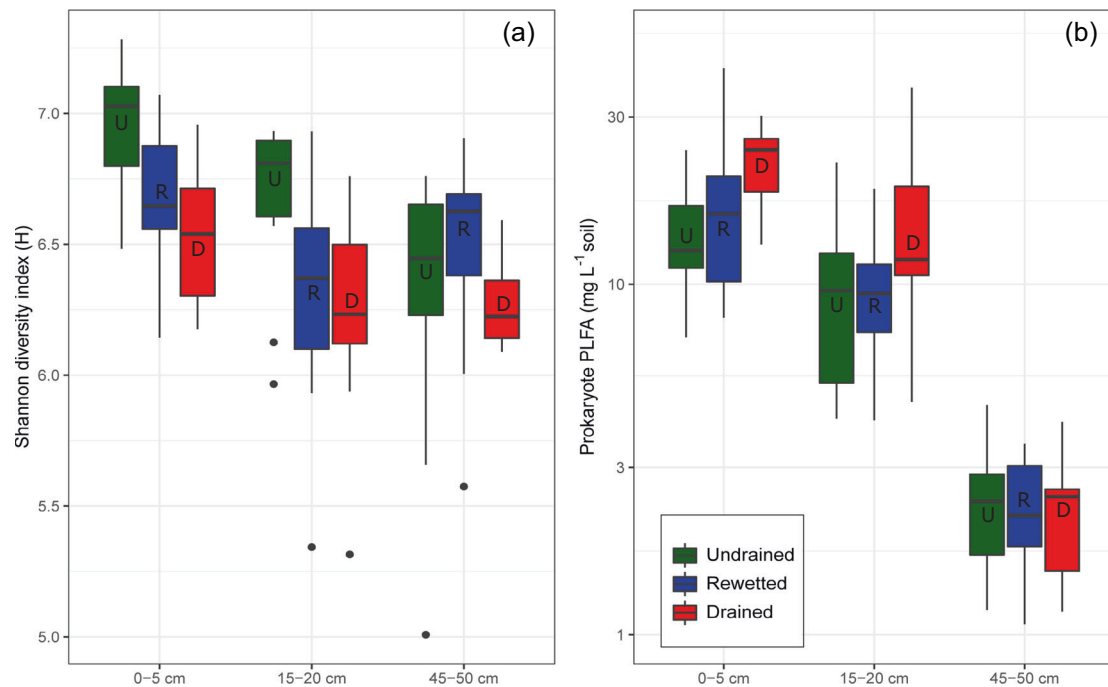 (a)
Shannon diversity index (H)
7.0
6.5
6.0
5.5
5.0
U
R
D
U
R
D
U
R
D
0−5 cm
15−20 cm
45−50 cm
(b)
Prokaryote PLFA (mg L⁻¹ soil)
30
10
3
1
U
R
D
U
R
D
U
R
D
Undrained
Rewetted
Drained
0−5 cm
15−20 cm
45−50 cm